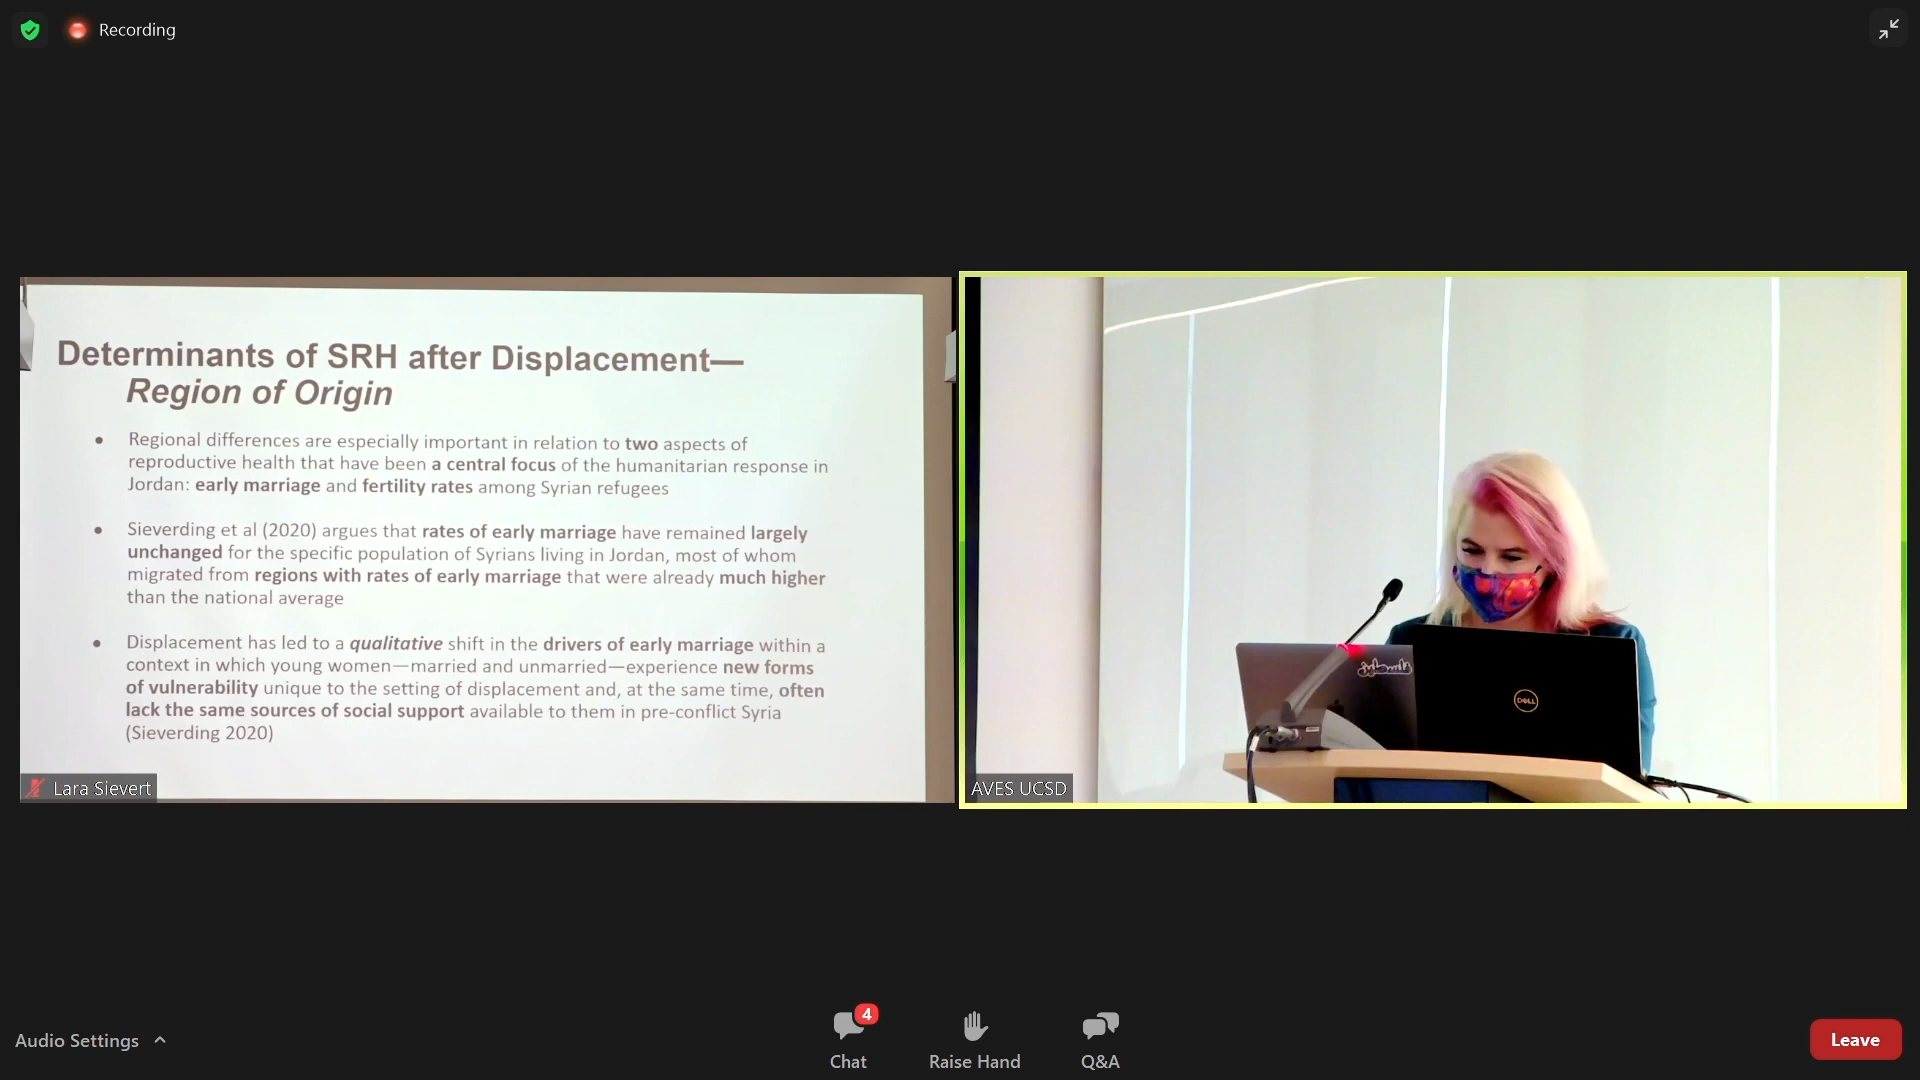 Recording
Determinants of SRH after Displacement—
Region of Origin
• Regional differences are especially important in relation to two aspects of
reproductive health that have been a central focus of the humanitarian response in
Jordan: early marriage and fertility rates among Syrian refugees
• Sieverding et al (2020) argues that rates of early marriage have remained largely
unchanged for the specific population of Syrians living in Jordan, most of whom
migrated from regions with rates of early marriage that were already much higher
than the national average
• Displacement has led to a qualitative shift in the drivers of early marriage within a
context in which young women—married and unmarried—experience new forms
of vulnerability unique to the setting of displacement and, at the same time, often
lack the same sources of social support available to them in pre-conflict Syria
(Sieverding 2020)
Lara Sievert
DELL
AVES UCSD
Audio Settings
4
Chat
Raise Hand
Q&A
Leave